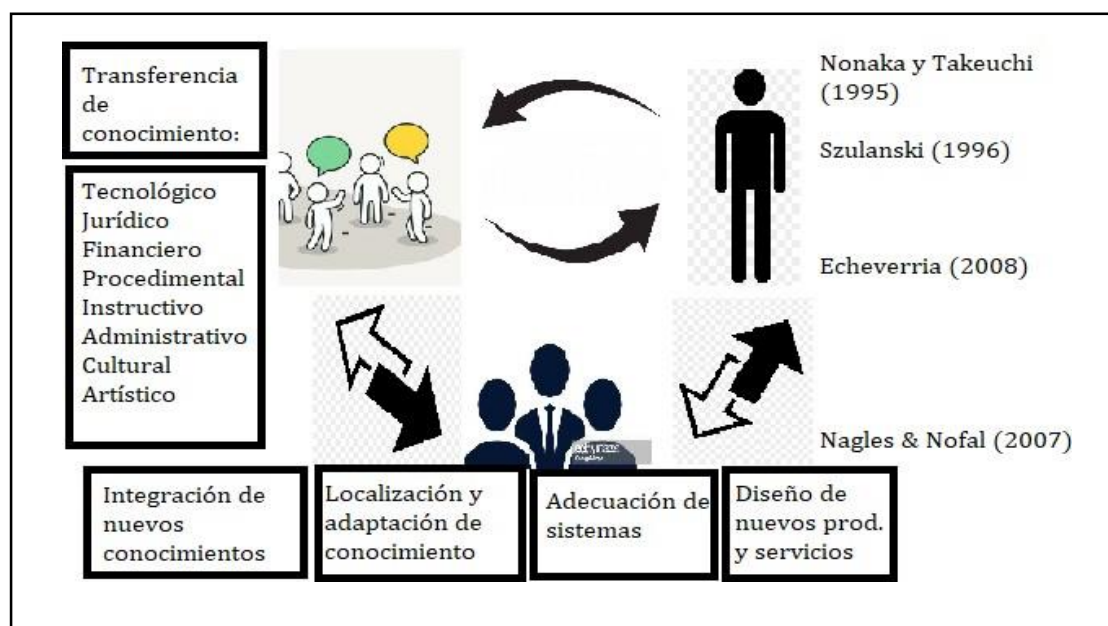 Transferencia
de
conocimiento:
Tecnológico
Jurídico
Financiero
Procedimental
Instructivo
Administrativo
Cultural
Artístico
Nonaka y Takeuchi
(1995)
Szulanski (1996)
Echeverria (2008)
Nagles & Nofal (2007)
Integración de
nuevos
conocimientos
Localización y
adaptación de
conocimiento
Adecuación de
sistemas
Diseño de
nuevos prod.
y servicios